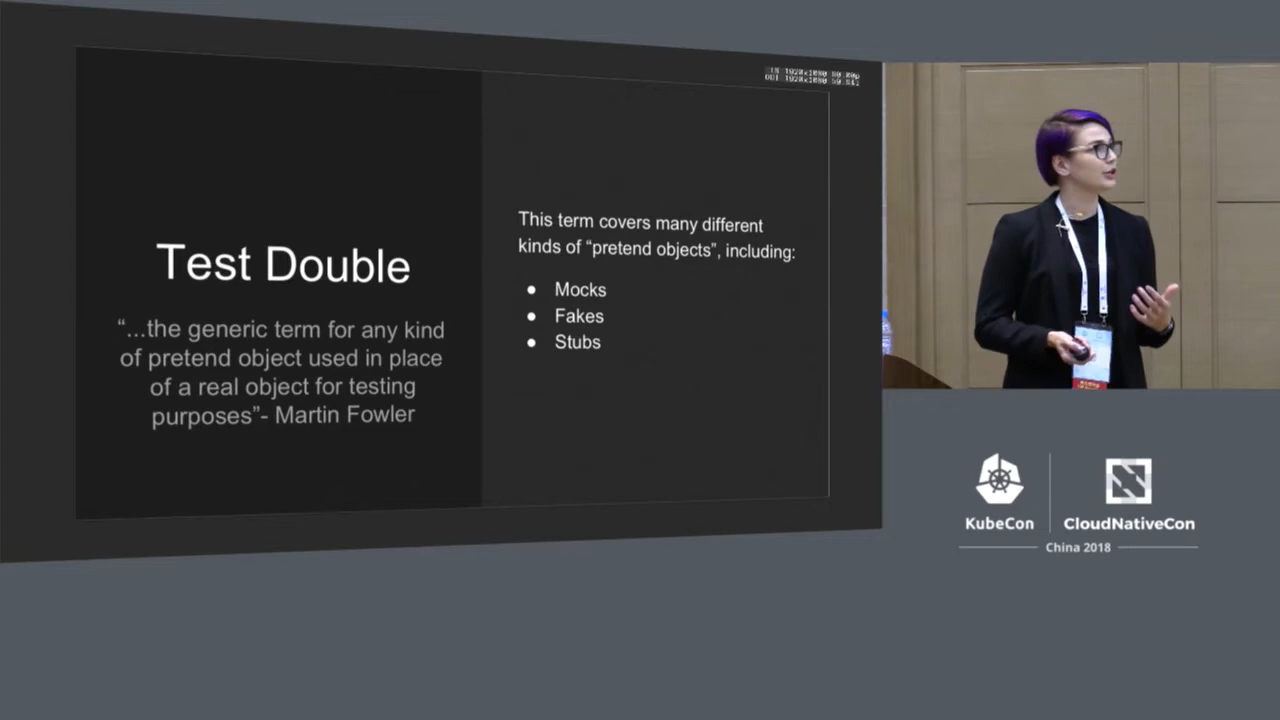 Test Double
“...the generic term for any kind
of pretend object used in place
of a real object for testing
purposes”- Martin Fowler
This term covers many different
kinds of “pretend objects”, including:
● Mocks
● Fakes
● Stubs
KubeCon
CloudNativeCon
China 2018